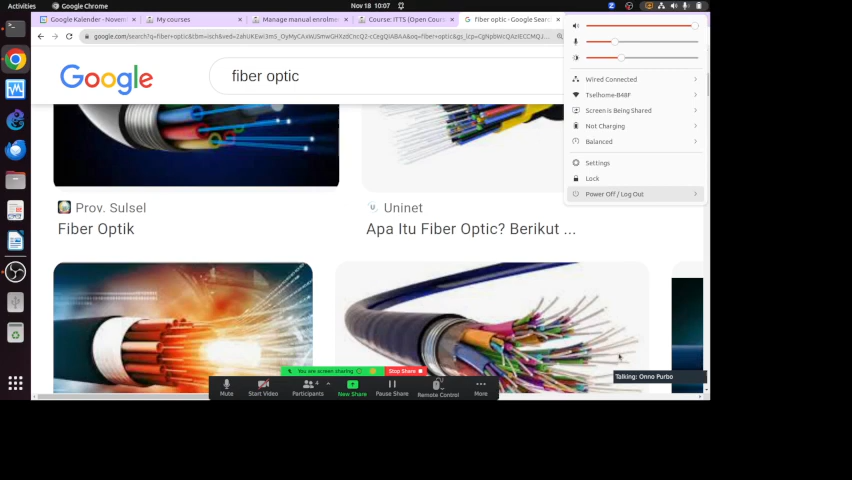 Activities
Google Chrome
Nov 18 10:07
Google Kalender - Novem
My courses
Manage manual enrolme
Course: ITTS (Open Cours
fiber optic - Google Searc
fiber optic
Google
Prov. Sulsel
Fiber Optik
Uninet
Apa Itu Fiber Optic? Berikut ...
Wired Connected
Tselhome-B48F
Screen is Being Shared
Not Charging
Balanced
Settings
Lock
Power Off / Log Out
You are screen sharing
Stop Share
Talking: Onno Purbo
4
Mute
Start Video
Participants
New Share
Pause Share
Remote Control
More